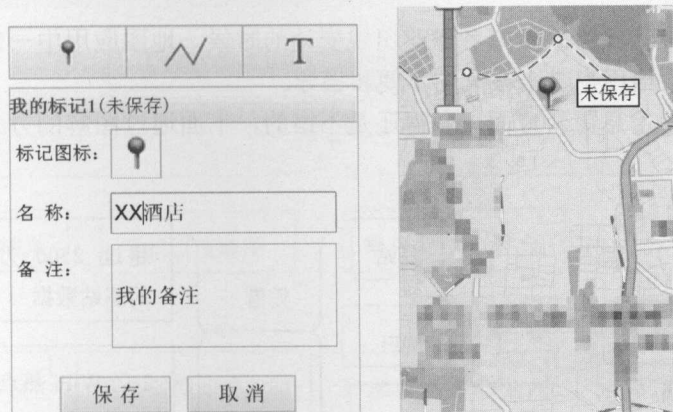 T
我的标记1(未保存)
标记图标：
名 称：
XX酒店
备 注：
我的备注
保存
取消
未保存